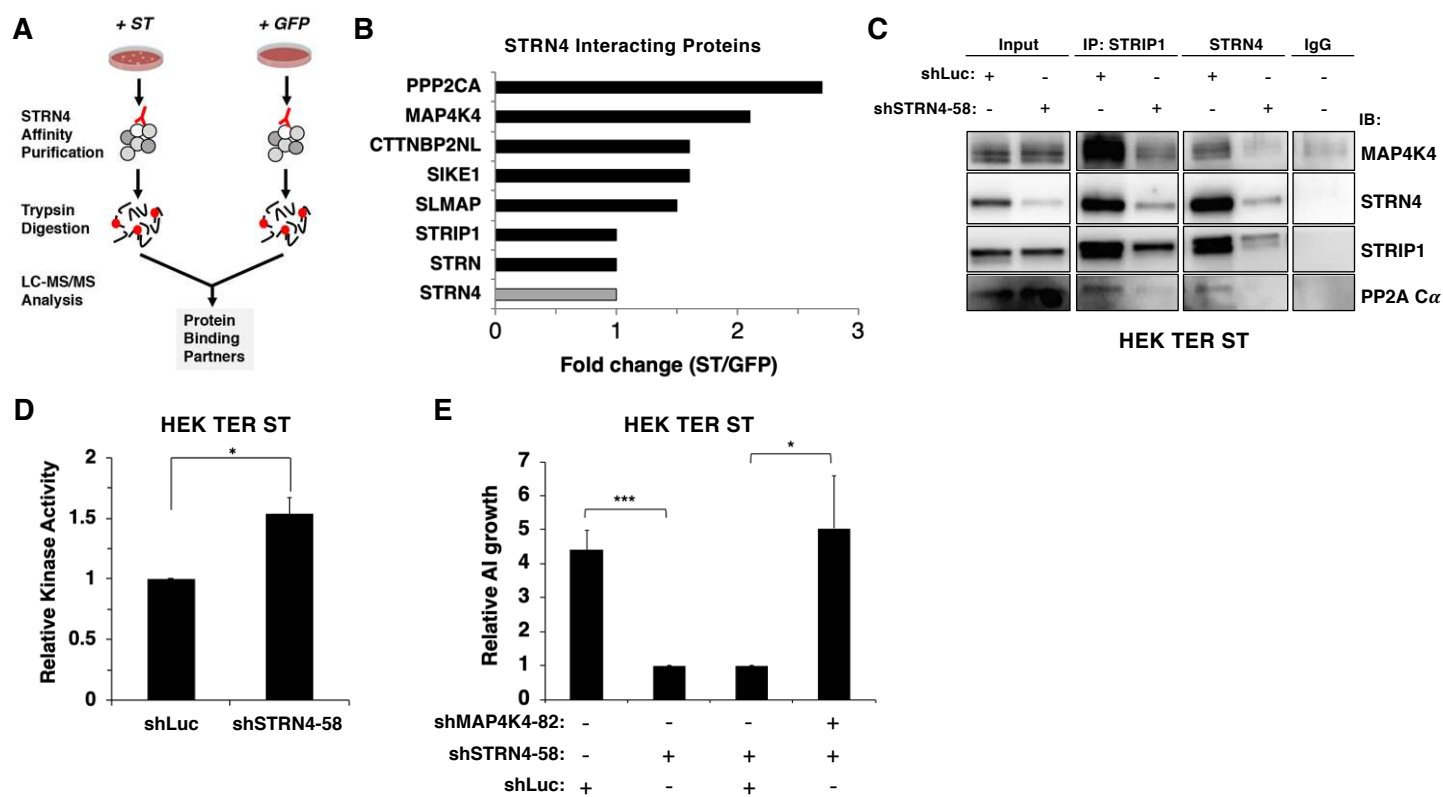 A
+ ST
+ GFP
STRN4
Affinity
Purification
Trypsin
Digestion
LC-MS/MS
Analysis
Protein
Binding
Partners
B
STRN4 Interacting Proteins
PPP2CA
MAP4K4
CTTNBP2NL
SIKE1
SLMAP
STRIP1
STRN
STRN4
0 1 2 3
Fold change (ST/GFP)
C
Input IP: STRIP1 STRN4 IgG
shLuc: + - + - + - -
shSTRN4-58: - + - + - + -
IB:
MAP4K4
STRN4
STRIP1
PP2A Cα
HEK TER ST
D
HEK TER ST
Relative Kinase Activity
2
1.5
1
0.5
0
*
shLuc shSTRN4-58
E
HEK TER ST
Relative AI growth
7
6
5
4
3
2
1
0
***
*
shMAP4K4-82: - - - +
shSTRN4-58: - + + +
shLuc: + - + -